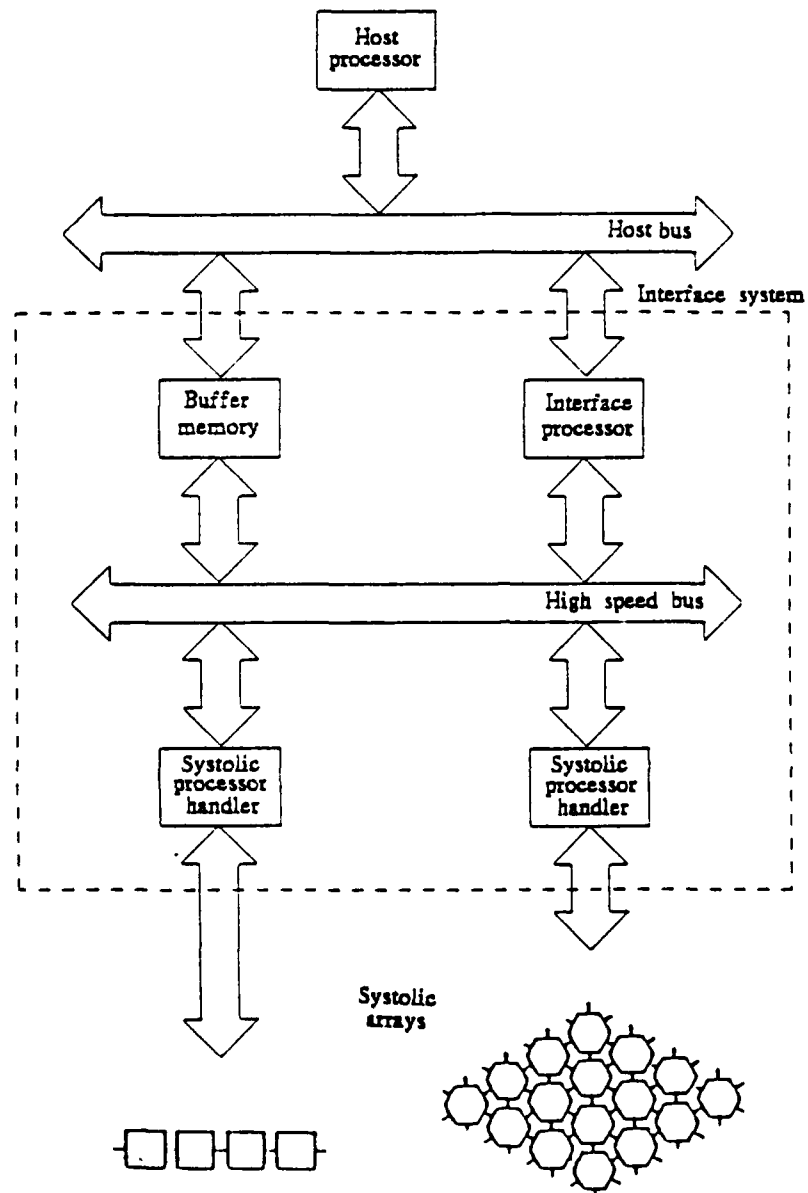 Host
processor
Host bus
Interface system
Buffer
memory
Interface
processor
High speed bus
Systolic
processor
handler
Systolic
processor
handler
Systolic
arrays